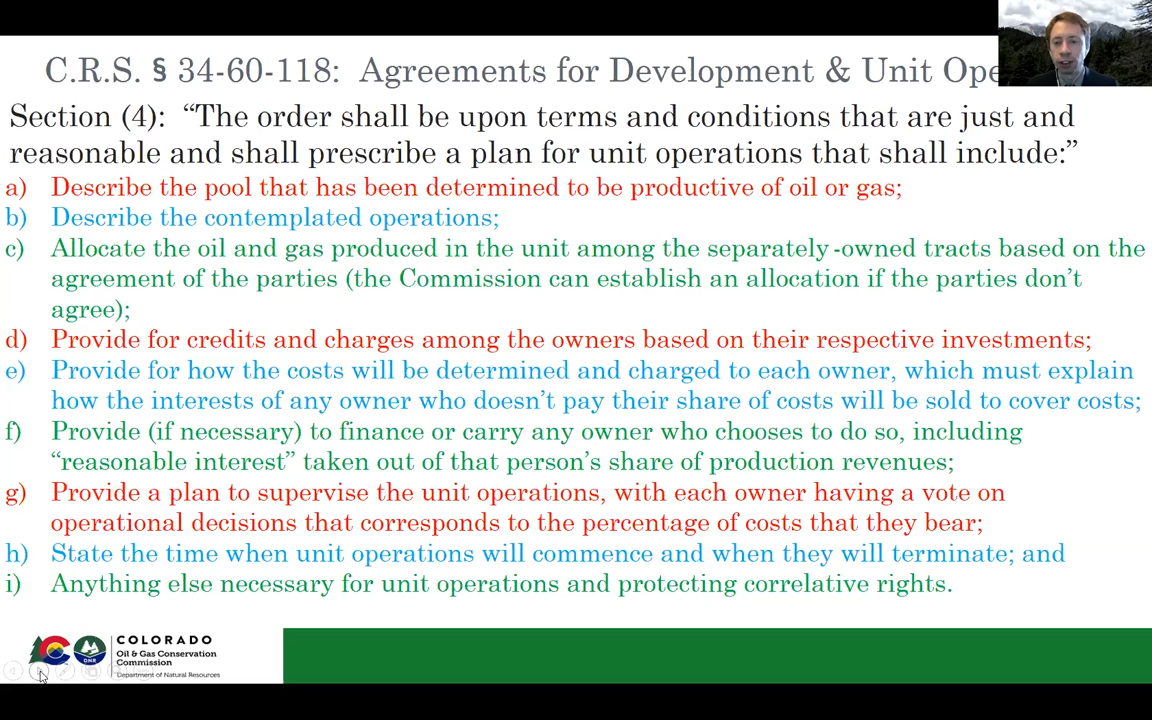 C.R.S. § 34-60-118: Agreements for Development & Unit Ope
Section (4): “The order shall be upon terms and conditions that are just and
reasonable and shall prescribe a plan for unit operations that shall include:”
a) Describe the pool that has been determined to be productive of oil or gas;
b) Describe the contemplated operations;
c) Allocate the oil and gas produced in the unit among the separately-owned tracts based on the
agreement of the parties (the Commission can establish an allocation if the parties don’t
agree);
d) Provide for credits and charges among the owners based on their respective investments;
e) Provide for how the costs will be determined and charged to each owner, which must explain
how the interests of any owner who doesn’t pay their share of costs will be sold to cover costs;
f) Provide (if necessary) to finance or carry any owner who chooses to do so, including
“reasonable interest” taken out of that person’s share of production revenues;
g) Provide a plan to supervise the unit operations, with each owner having a vote on
operational decisions that corresponds to the percentage of costs that they bear;
h) State the time when unit operations will commence and when they will terminate; and
i) Anything else necessary for unit operations and protecting correlative rights.
COLORADO
Oil & Gas Conservation
Commission
DNR
Department of Natural Resources